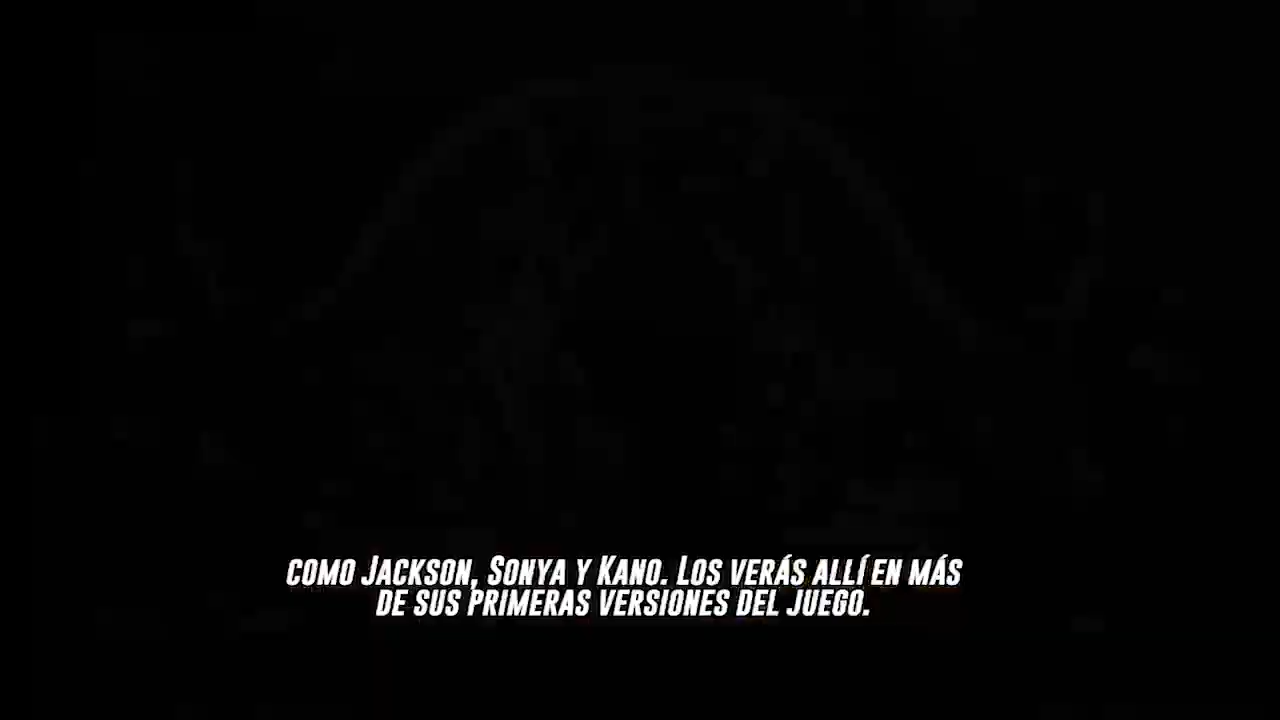 COMO JACKSON, SONYA Y KANO. LOS VERÁS ALLÍ EN MÁS
DE SUS PRIMERAS VERSIONES DEL JUEGO.